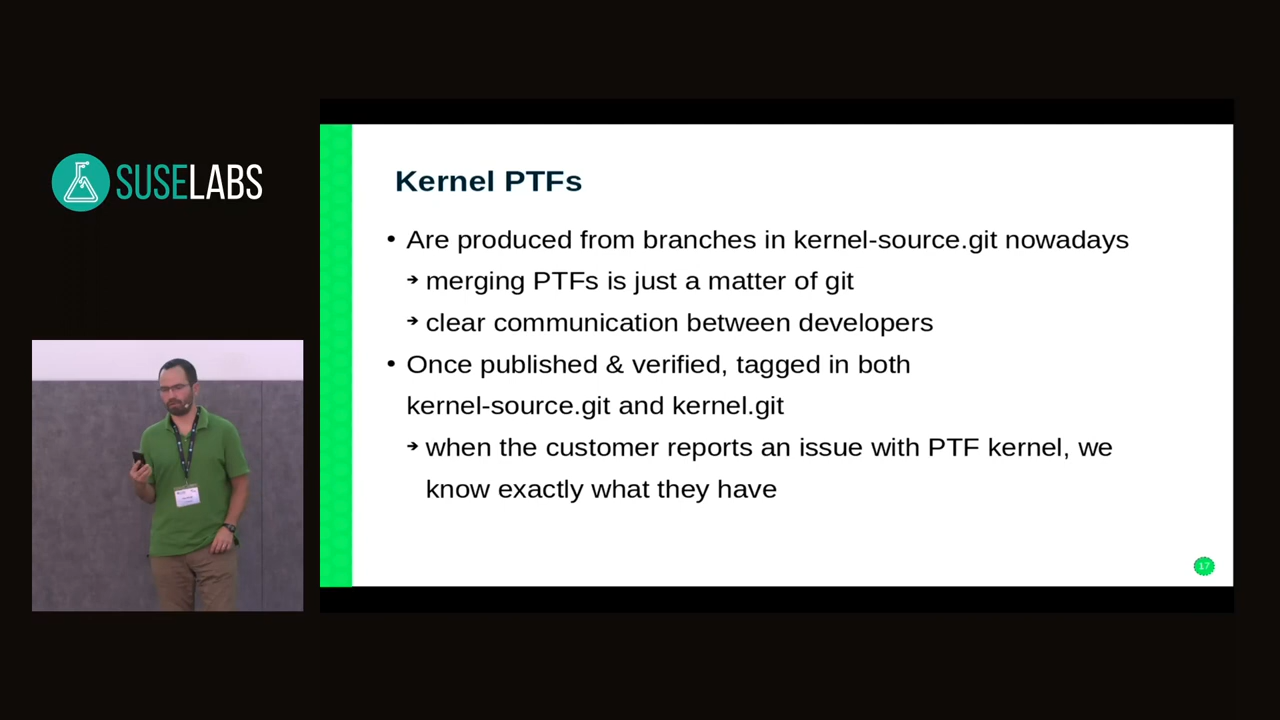 SUSELABS
Kernel PTFs
• Are produced from branches in kernel-source.git nowadays
➔ merging PTFs is just a matter of git
➔ clear communication between developers
• Once published & verified, tagged in both
kernel-source.git and kernel.git
➔ when the customer reports an issue with PTF kernel, we
know exactly what they have
17